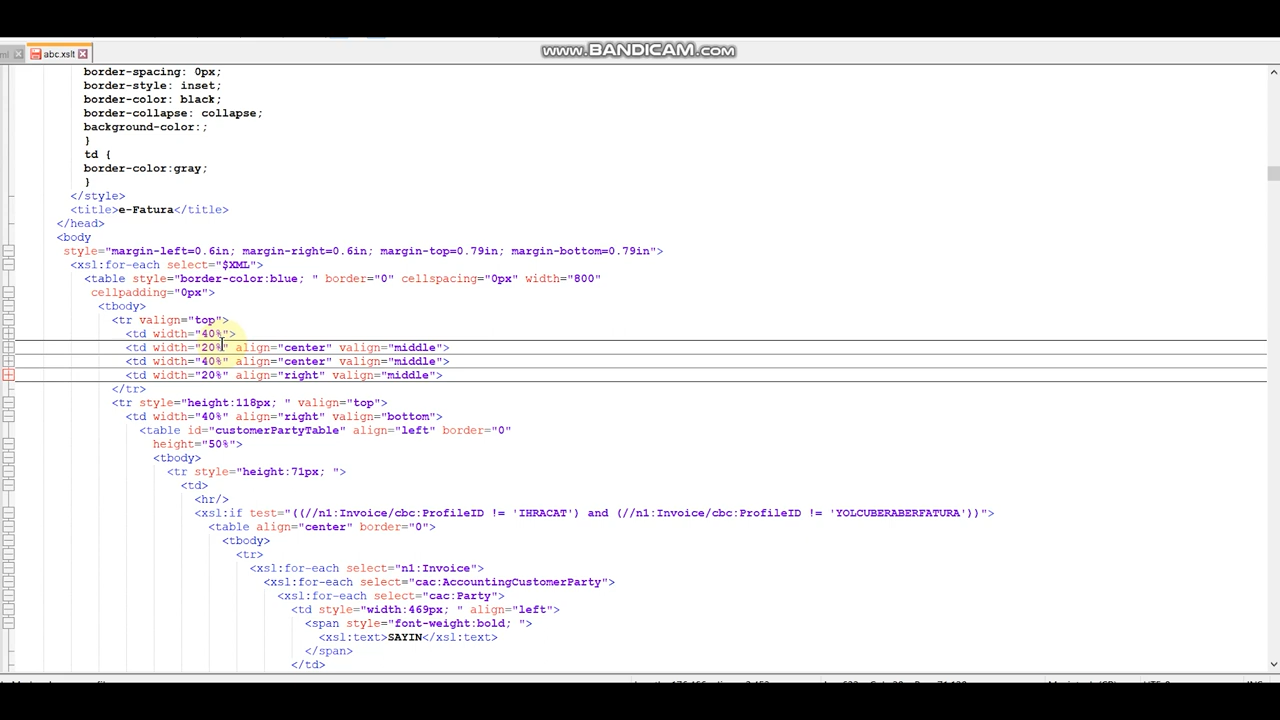 www.BANDICAM.com
abc.xslt
border-spacing: 0px;
border-style: inset;
border-color: black;
border-collapse: collapse;
background-color:;
}
td {
border-color:gray;
}
</style>
<title>e-Fatura</title>
</head>
<body
style="margin-left=0.6in; margin-right=0.6in; margin-top=0.79in; margin-bottom=0.79in">
<xsl:for-each select="$XML">
<table style="border-color:blue; " border="0" cellspacing="0px" width="800"
cellpadding="0px">
<tbody>
<tr valign="top">
<td width="40%">
<td width="20%" align="center" valign="middle">
<td width="40%" align="center" valign="middle">
<td width="20%" align="right" valign="middle">
</tr>
<tr style="height:118px; " valign="top">
<td width="40%" align="right" valign="bottom">
<table id="customerPartyTable" align="left" border="0"
height="50%">
<tbody>
<tr style="height:71px; ">
<td>
<hr/>
<xsl:if test="((//n1:Invoice/cbc:ProfileID != 'IHRACAT') and (//n1:Invoice/cbc:ProfileID != 'YOLCUBERABERFATURA'))">
<table align="center" border="0">
<tbody>
<tr>
<xsl:for-each select="n1:Invoice">
<xsl:for-each select="cac:AccountingCustomerParty">
<xsl:for-each select="cac:Party">
<td style="width:469px; " align="left">
<span style="font-weight:bold; ">
<xsl:text>SAYIN</xsl:text>
</span>
</td>